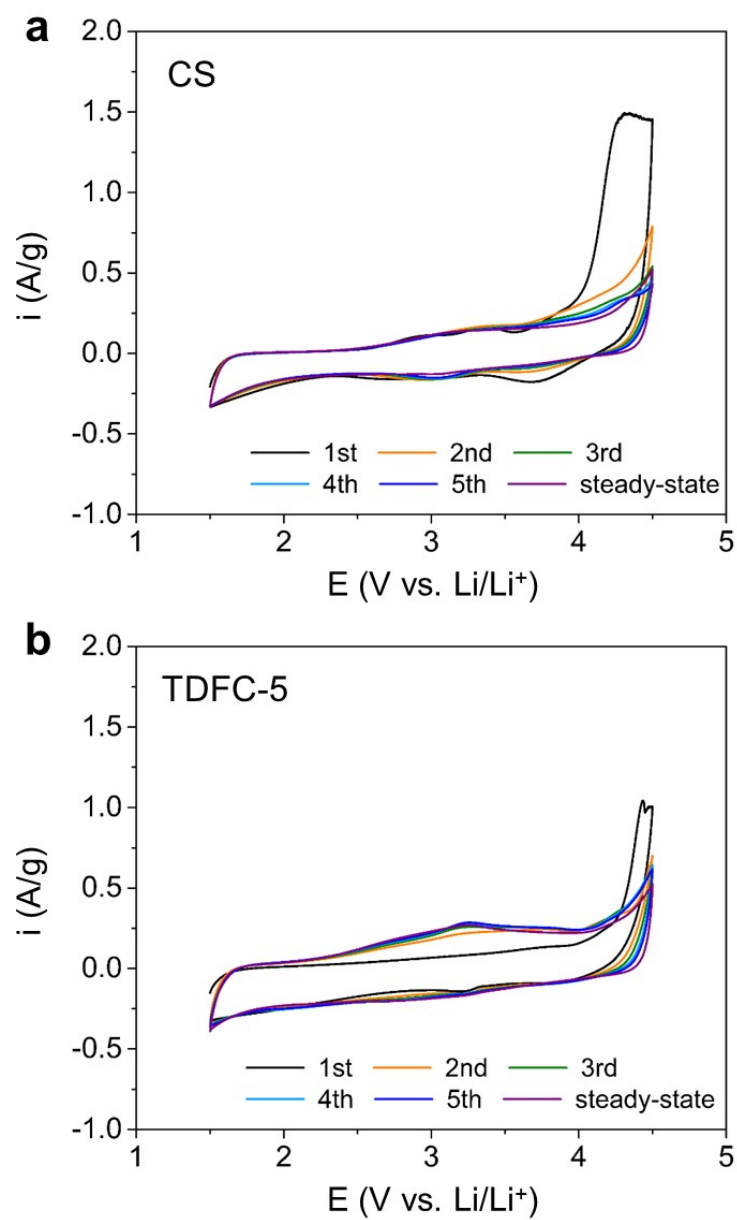 a
2.0
CS
1.5
1.0
i (A/g)
0.5
0.0
-0.5
1st 2nd 3rd
4th 5th steady-state
-1.0
1 2 3 4 5
E (V vs. Li/Li⁺)
b
2.0
TDFC-5
1.5
1.0
i (A/g)
0.5
0.0
-0.5
1st 2nd 3rd
4th 5th steady-state
-1.0
1 2 3 4 5
E (V vs. Li/Li⁺)